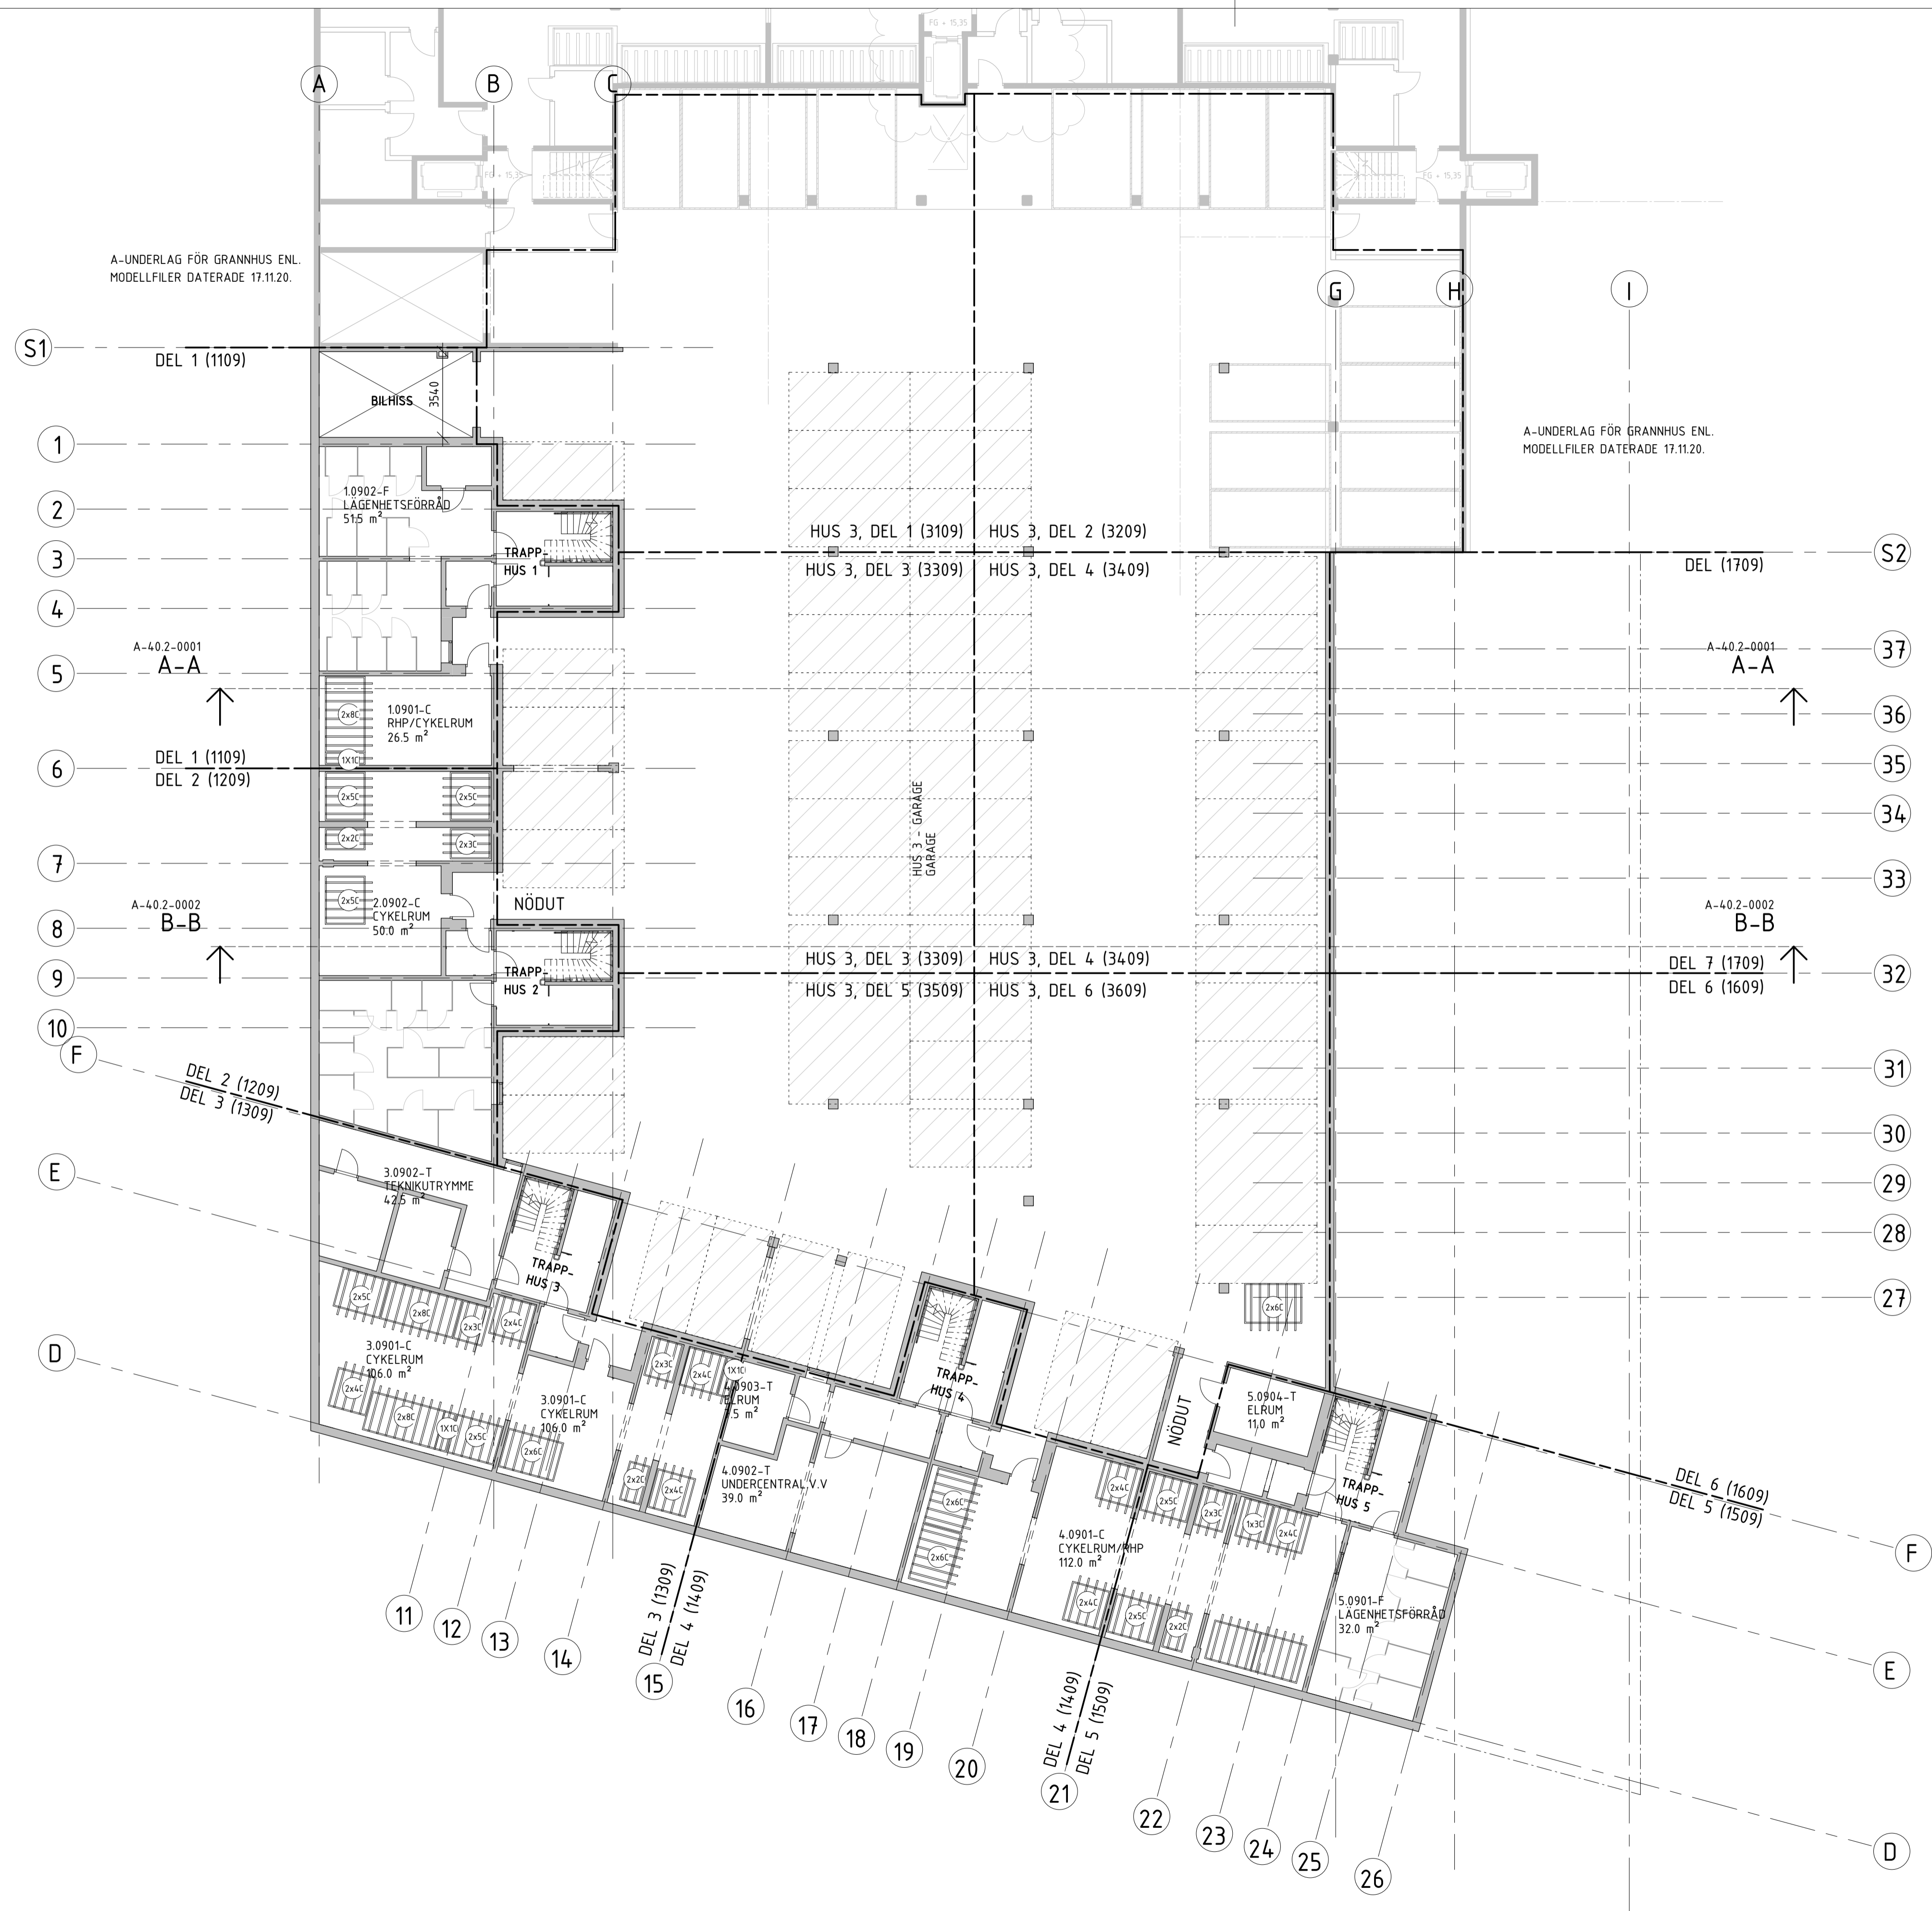 FG + 15,35
A
B
C
FG + 15,35
FG + 15,35
A-UNDERLAG FÖR GRANNHUS ENL.
MODELLFILER DATERADE 17.11.20.
G
H
I
S1
DEL 1 (1109)
BILHISS
3540
1
A-UNDERLAG FÖR GRANNHUS ENL.
MODELLFILER DATERADE 17.11.20.
1.0902-F
LÄGENHETSFÖRRÅD
51.5 m²
2
HUS 3, DEL 1 (3109)
HUS 3, DEL 2 (3209)
TRAPP-
HUS 1
3
S2
HUS 3, DEL 3 (3309)
HUS 3, DEL 4 (3409)
DEL (1709)
4
A-40.2-0001
A-A
A-40.2-0001
A-A
37
5
1.0901-C
RHP/CYKELRUM
26.5 m²
2x8C
36
1X1C
DEL 1 (1109)
6
DEL 2 (1209)
35
2x5C
2x5C
34
2x2C
2x3C
HUS 3 - GARAGE
GARAGE
7
33
2x5C
2.0902-C
CYKELRUM
50.0 m²
NÖDUT
A-40.2-0002
B-B
A-40.2-0002
B-B
8
HUS 3, DEL 3 (3309)
HUS 3, DEL 4 (3409)
DEL 7 (1709)
TRAPP-
HUS 2
9
32
HUS 3, DEL 5 (3509)
HUS 3, DEL 6 (3609)
DEL 6 (1609)
10
F
31
DEL 2 (1209)
DEL 3 (1309)
30
E
3.0902-T
TEKNIKUTRYMME
42.5 m²
29
28
TRAPP-
HUS 3
27
2x5C
2x8C
2x3C
2x4C
2x6C
D
3.0901-C
CYKELRUM
106.0 m²
2x4C
2x8C
1X1C
2x5C
3.0901-C
CYKELRUM
106.0 m²
2x6C
2x3C
2x4C
1X1C
4.0903-T
ELRUM
.5 m²
TRAPP-
HUS 4
5.0904-T
ELRUM
11.0 m²
NÖDUT
2x2C
2x4C
4.0902-T
UNDERCENTRAL,V.V
39.0 m²
2x6C
2x6C
2x4C
2x5C
2x3C
1x3C
2x4C
TRAPP-
HUS 5
DEL 6 (1609)
DEL 5 (1509)
F
4.0901-C
CYKELRUM/RHP
112.0 m²
2x4C
2x5C
2x2C
5.0901-F
LÄGENHETSFÖRRÅD
32.0 m²
11
12
13
14
DEL 3 (1309)
DEL 4 (1409)
15
16
17
18
19
20
DEL 4 (1409)
DEL 5 (1509)
21
22
23
24
25
26
E
D